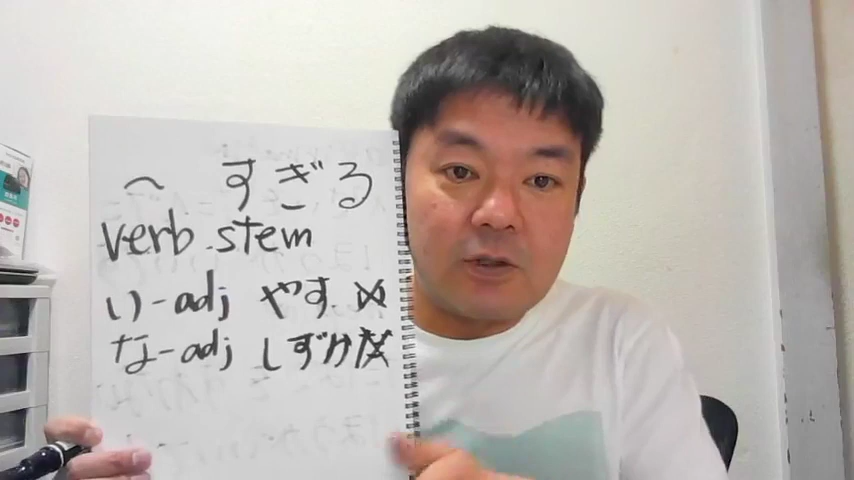 ～ すぎる
verb stem
い-adj やすい
な-adj しずかな